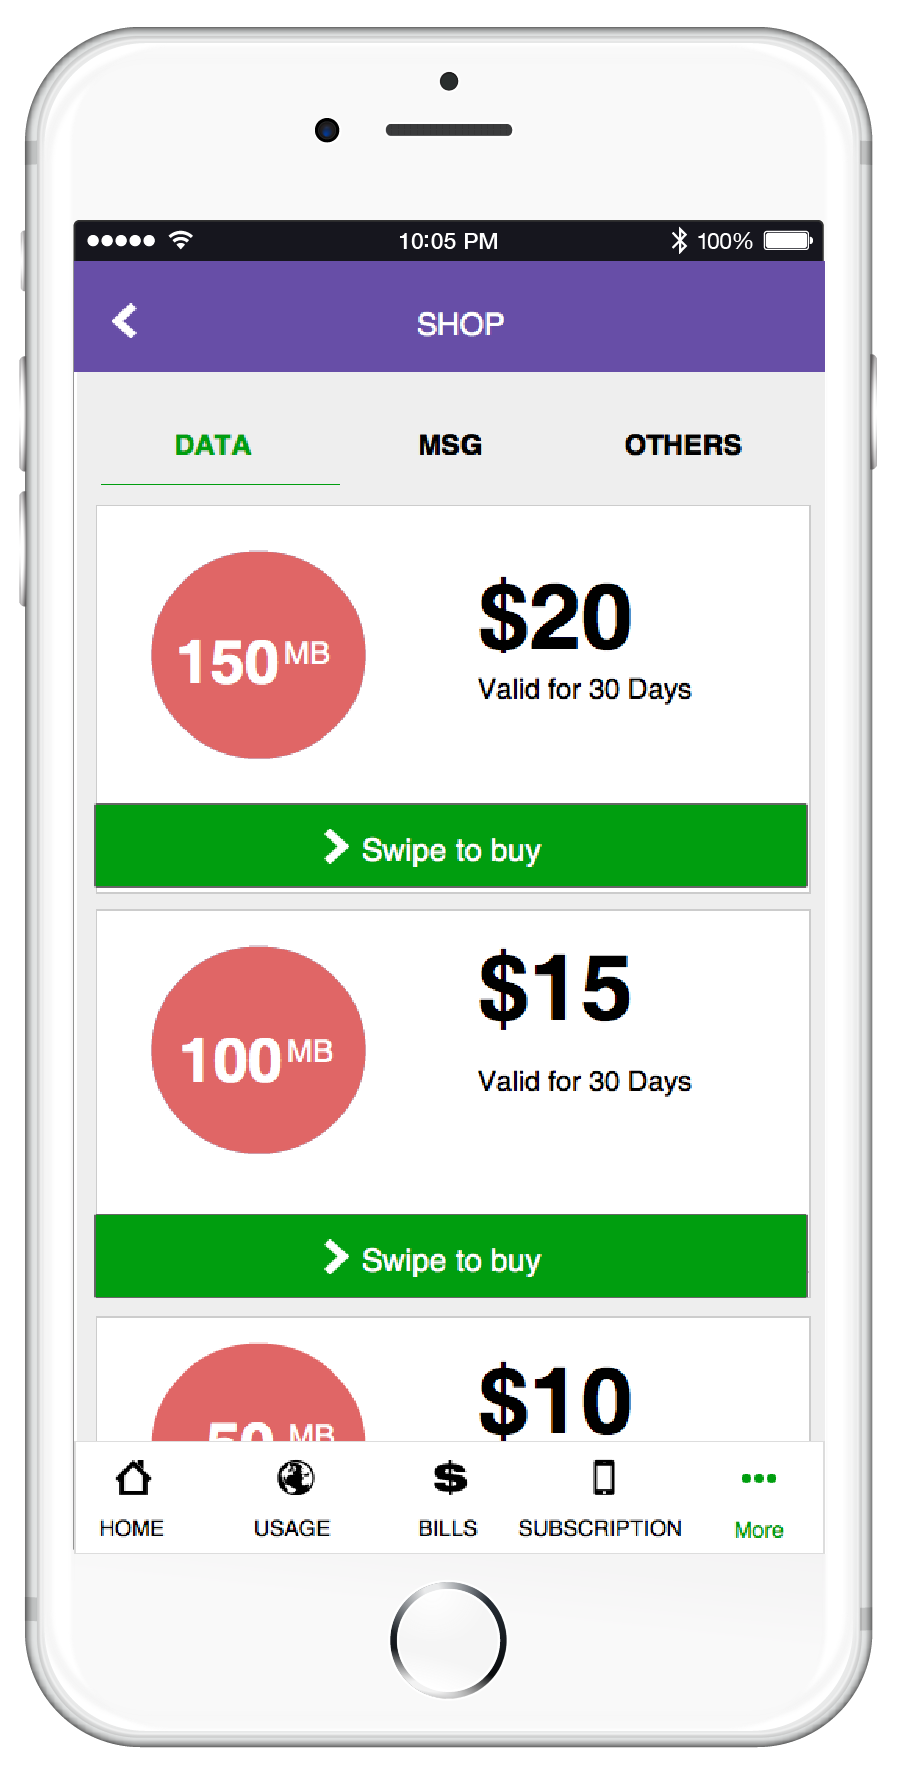 10:05 PM 100%
SHOP
DATA MSG OTHERS
150 MB
$20
Valid for 30 Days
Swipe to buy
100 MB
$15
Valid for 30 Days
Swipe to buy
50 MB
$10
HOME USAGE BILLS SUBSCRIPTION More